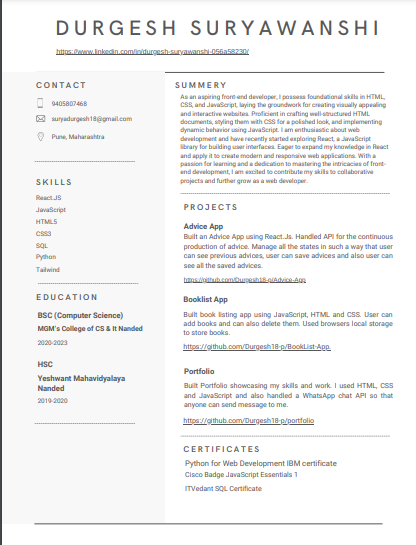 DURGESH SURYAWANSHI
https://www.linkedin.com/in/durgesh-suryawanshi-056a58230/
CONTACT
9405807468
suryadurgesh18@gmail.com
Pune, Maharashtra
SKILLS
React.JS
JavaScript
HTML5
CSS3
SQL
Python
Tailwind
EDUCATION
BSC (Computer Science)
MGM's College of CS & It Nanded
2020-2023
HSC
Yeshwant Mahavidyalaya
Nanded
2019-2020
SUMMERY
As an aspiring front-end developer, I possess foundational skills in HTML,
CSS, and JavaScript, laying the groundwork for creating visually appealing
and interactive websites. Proficient in crafting well-structured HTML
documents, styling them with CSS for a polished look, and implementing
dynamic behavior using JavaScript. I am enthusiastic about web
development and have recently started exploring React, a JavaScript
library for building user interfaces. Eager to expand my knowledge in React
and apply it to create modern and responsive web applications. With a
passion for learning and a dedication to mastering the intricacies of front-
end development, I am excited to contribute my skills to collaborative
projects and further grow as a web developer.
PROJECTS
Advice App
Built an Advice App using React.Js. Handled API for the continuous
production of advice. Manage all the states in such a way that user
can see previous advices, user can save advices and also user can
see all the saved advices.
https://github.com/Durgesh18-p/Advice-App
Booklist App
Built book listing app using JavaScript, HTML and CSS. User can
add books and can also delete them. Used browsers local storage
to store books.
https://github.com/Durgesh18-p/BookList-App.
Portfolio
Built Portfolio showcasing my skills and work. I used HTML, CSS
and JavaScript and also handled a WhatsApp chat API so that
anyone can send message to me.
https://github.com/Durgesh18-p/portfolio
CERTIFICATES
Python for Web Development IBM certificate
Cisco Badge JavaScript Essentials 1
ITVedant SQL Certificate